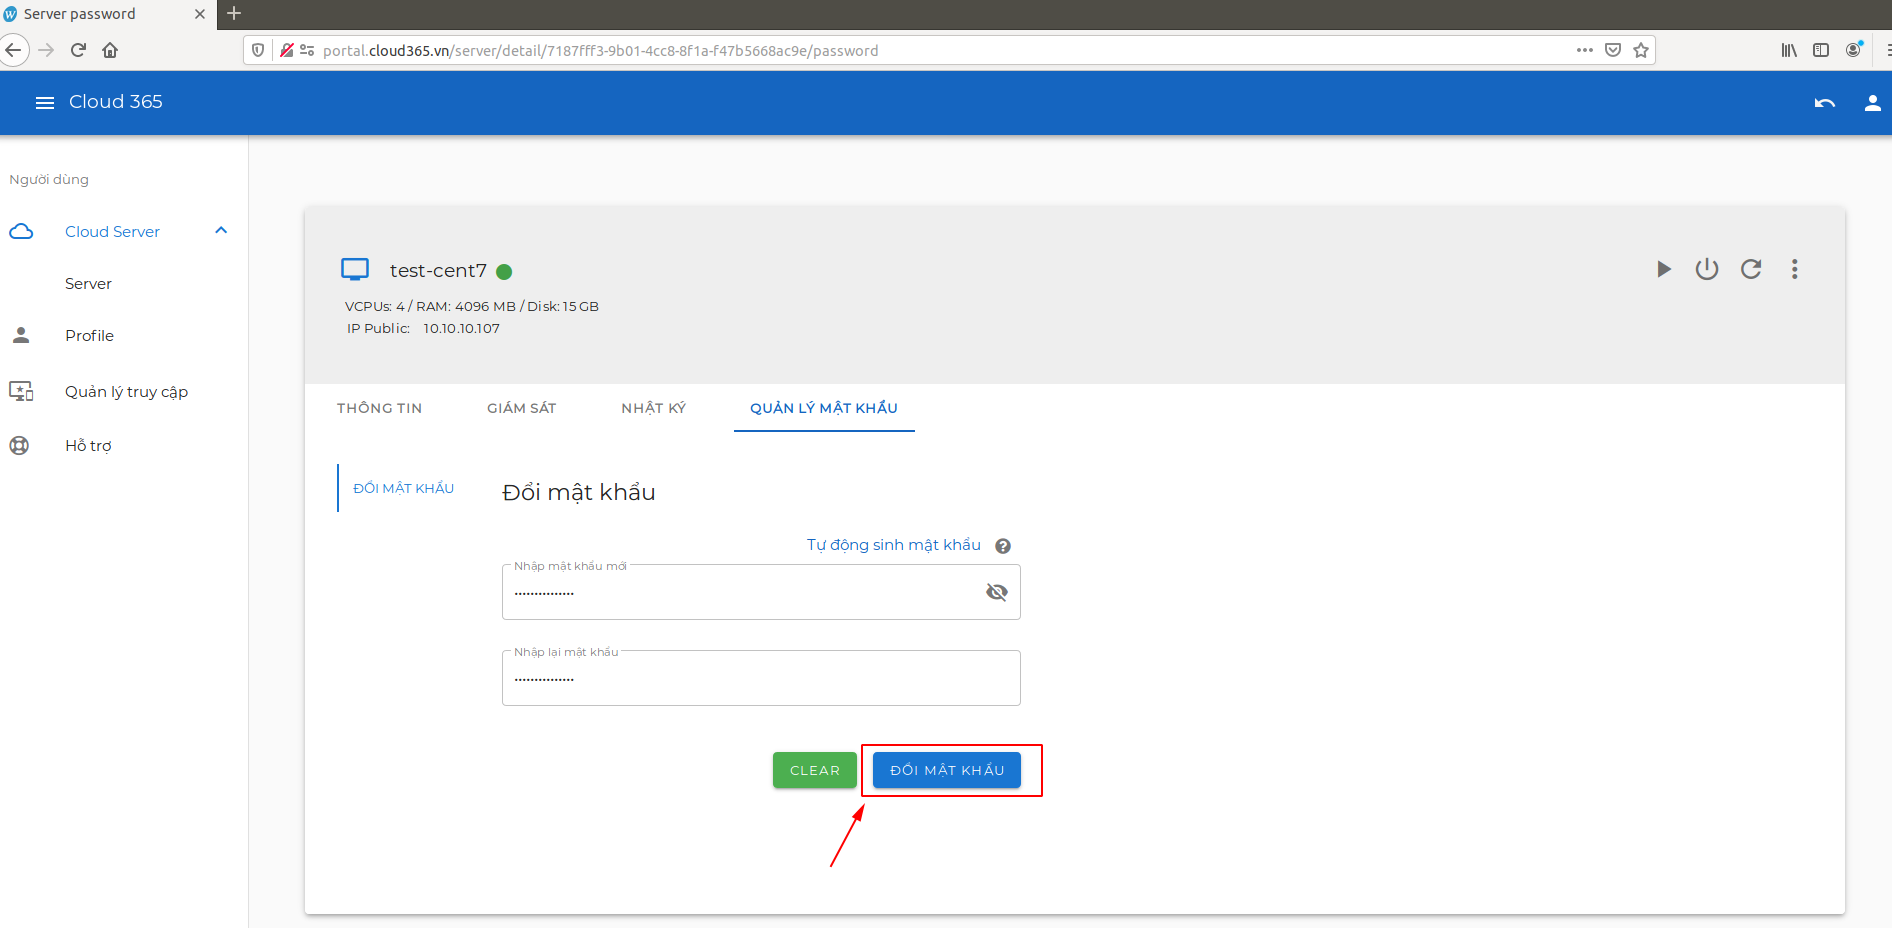 Server password
portal.cloud365.vn/server/detail/7187fff3-9b01-4cc8-8f1a-f47b5668ac9e/password
Cloud 365
Người dùng
Cloud Server
Server
Profile
Quản lý truy cập
Hỗ trợ
test-cent7
VCPUs: 4 / RAM: 4096 MB / Disk: 15 GB
IP Public: 10.10.10.107
THÔNG TIN
GIÁM SÁT
NHẬT KÝ
QUẢN LÝ MẬT KHẨU
ĐỔI MẬT KHẨU
Đổi mật khẩu
Tự động sinh mật khẩu
Nhập mật khẩu mới
Nhập lại mật khẩu
CLEAR
ĐỔI MẬT KHẨU